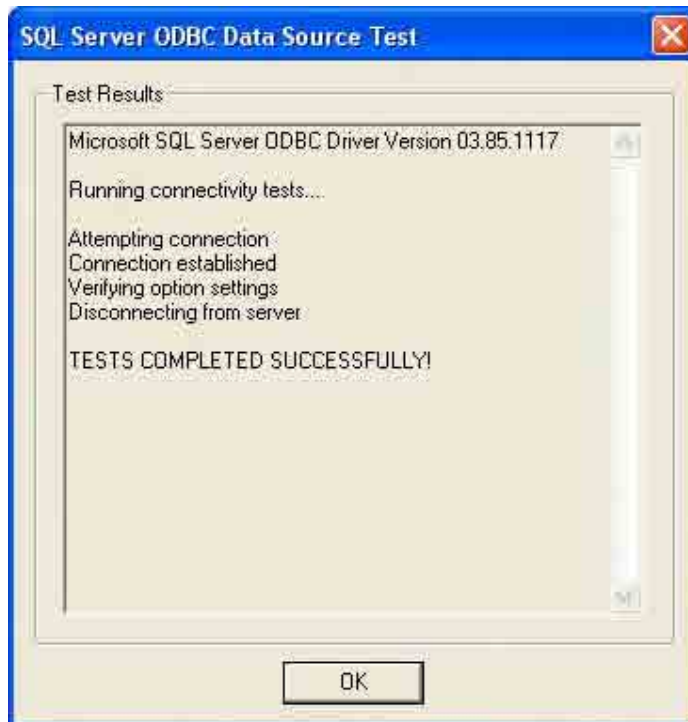 SQL Server ODBC Data Source Test
Test Results
Microsoft SQL Server ODBC Driver Version 03.85.1117
Running connectivity tests....
Attempting connection
Connection established
Verifying option settings
Disconnecting from server
TESTS COMPLETED SUCCESSFULLY!
OK